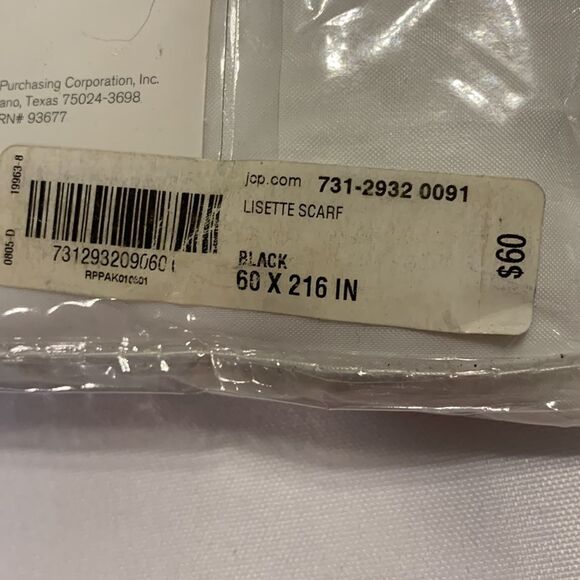 Purchasing Corporation, Inc.
ano, Texas 75024-3698
RN# 93677
19963-8
0805-D
jcp.com 731-2932 0091
LISETTE SCARF
BLACK
60 X 216 IN
$60
RPPAK010801